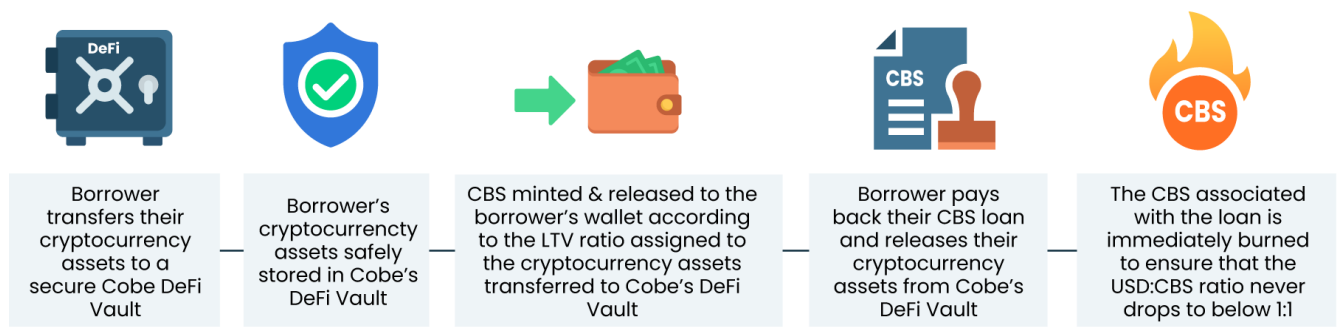 DeFi
CBS
CBS
Borrower
transfers their
cryptocurrency
assets to a
secure Cobe DeFi
Vault
Borrower's
cryptocurrencty
assets safely
stored in Cobe's
DeFi Vault
CBS minted & released to the
borrower's wallet according
to the LTV ratio assigned to
the cryptocurrency assets
transferred to Cobe's DeFi
Vault
Borrower pays
back their CBS loan
and releases their
cryptocurrency
assets from Cobe's
DeFi Vault
The CBS associated
with the loan is
immediately burned
to ensure that the
USD:CBS ratio never
drops to below 1:1